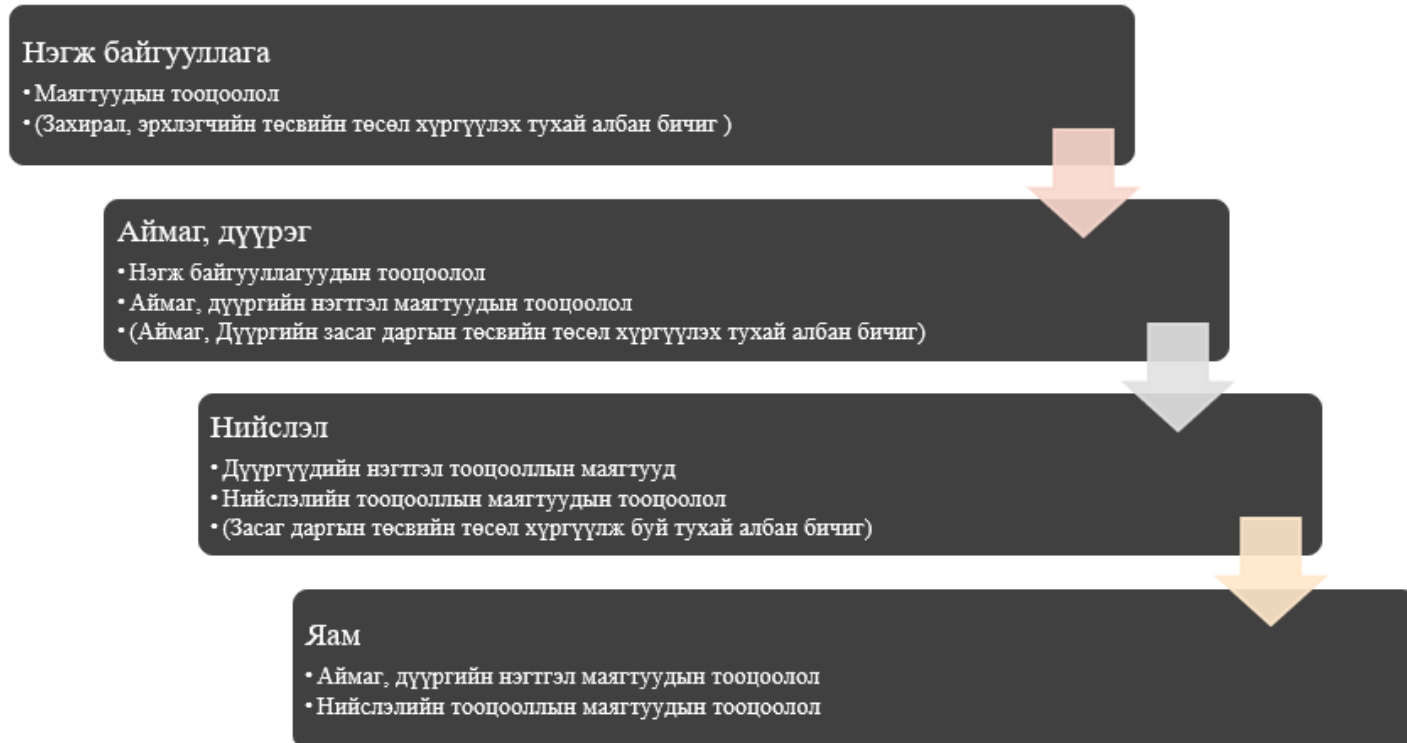 Нэгж байгууллага
• Маягтуудын тооцоолол
• (Захирал, эрхлэгчийн төсвийн төсөл хүргүүлэх тухай албан бичиг )
Аймаг, дүүрэг
• Нэгж байгууллагуудын тооцоолол
• Аймаг, дүүргийн нэгтгэл маягтуудын тооцоолол
• (Аймаг, Дүүргийн засаг даргын төсвийн төсөл хүргүүлэх тухай албан бичиг)
Нийслэл
• Дүүргүүдийн нэгтгэл тооцооллын маягтууд
• Нийслэлийн тооцооллын маягтуудын тооцоолол
• (Засаг даргын төсвийн төсөл хүргүүлж буй тухай албан бичиг)
Яам
• Аймаг, дүүргийн нэгтгэл маягтуудын тооцоолол
• Нийслэлийн тооцооллын маягтуудын тооцоолол